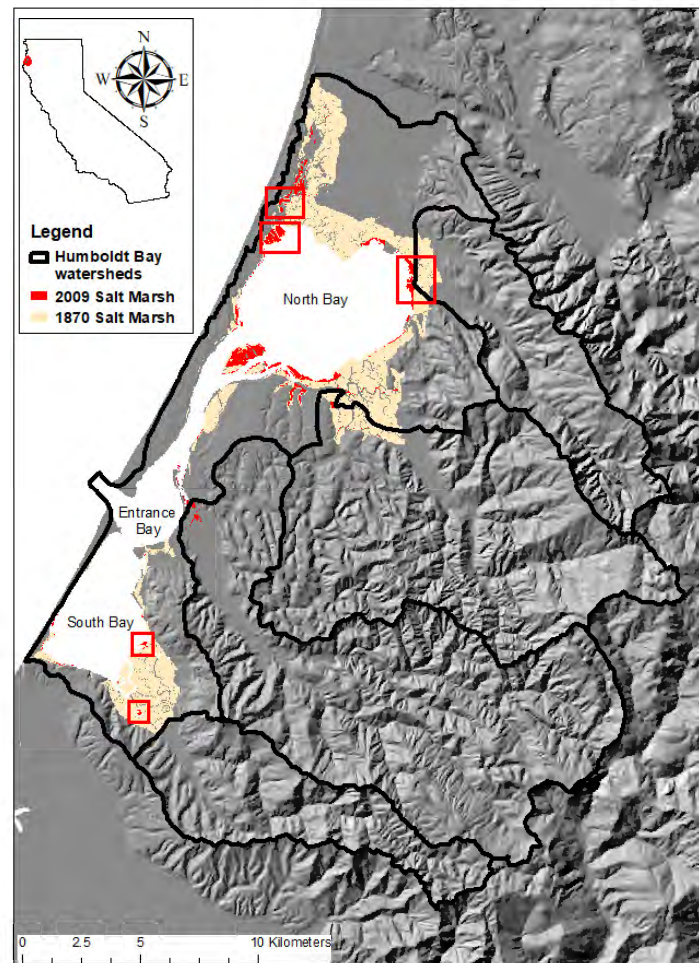 N
W E
S
Legend
Humboldt Bay
watersheds
2009 Salt Marsh
1870 Salt Marsh
North Bay
Entrance
Bay
South Bay
0 2.5 5 10 Kilometers